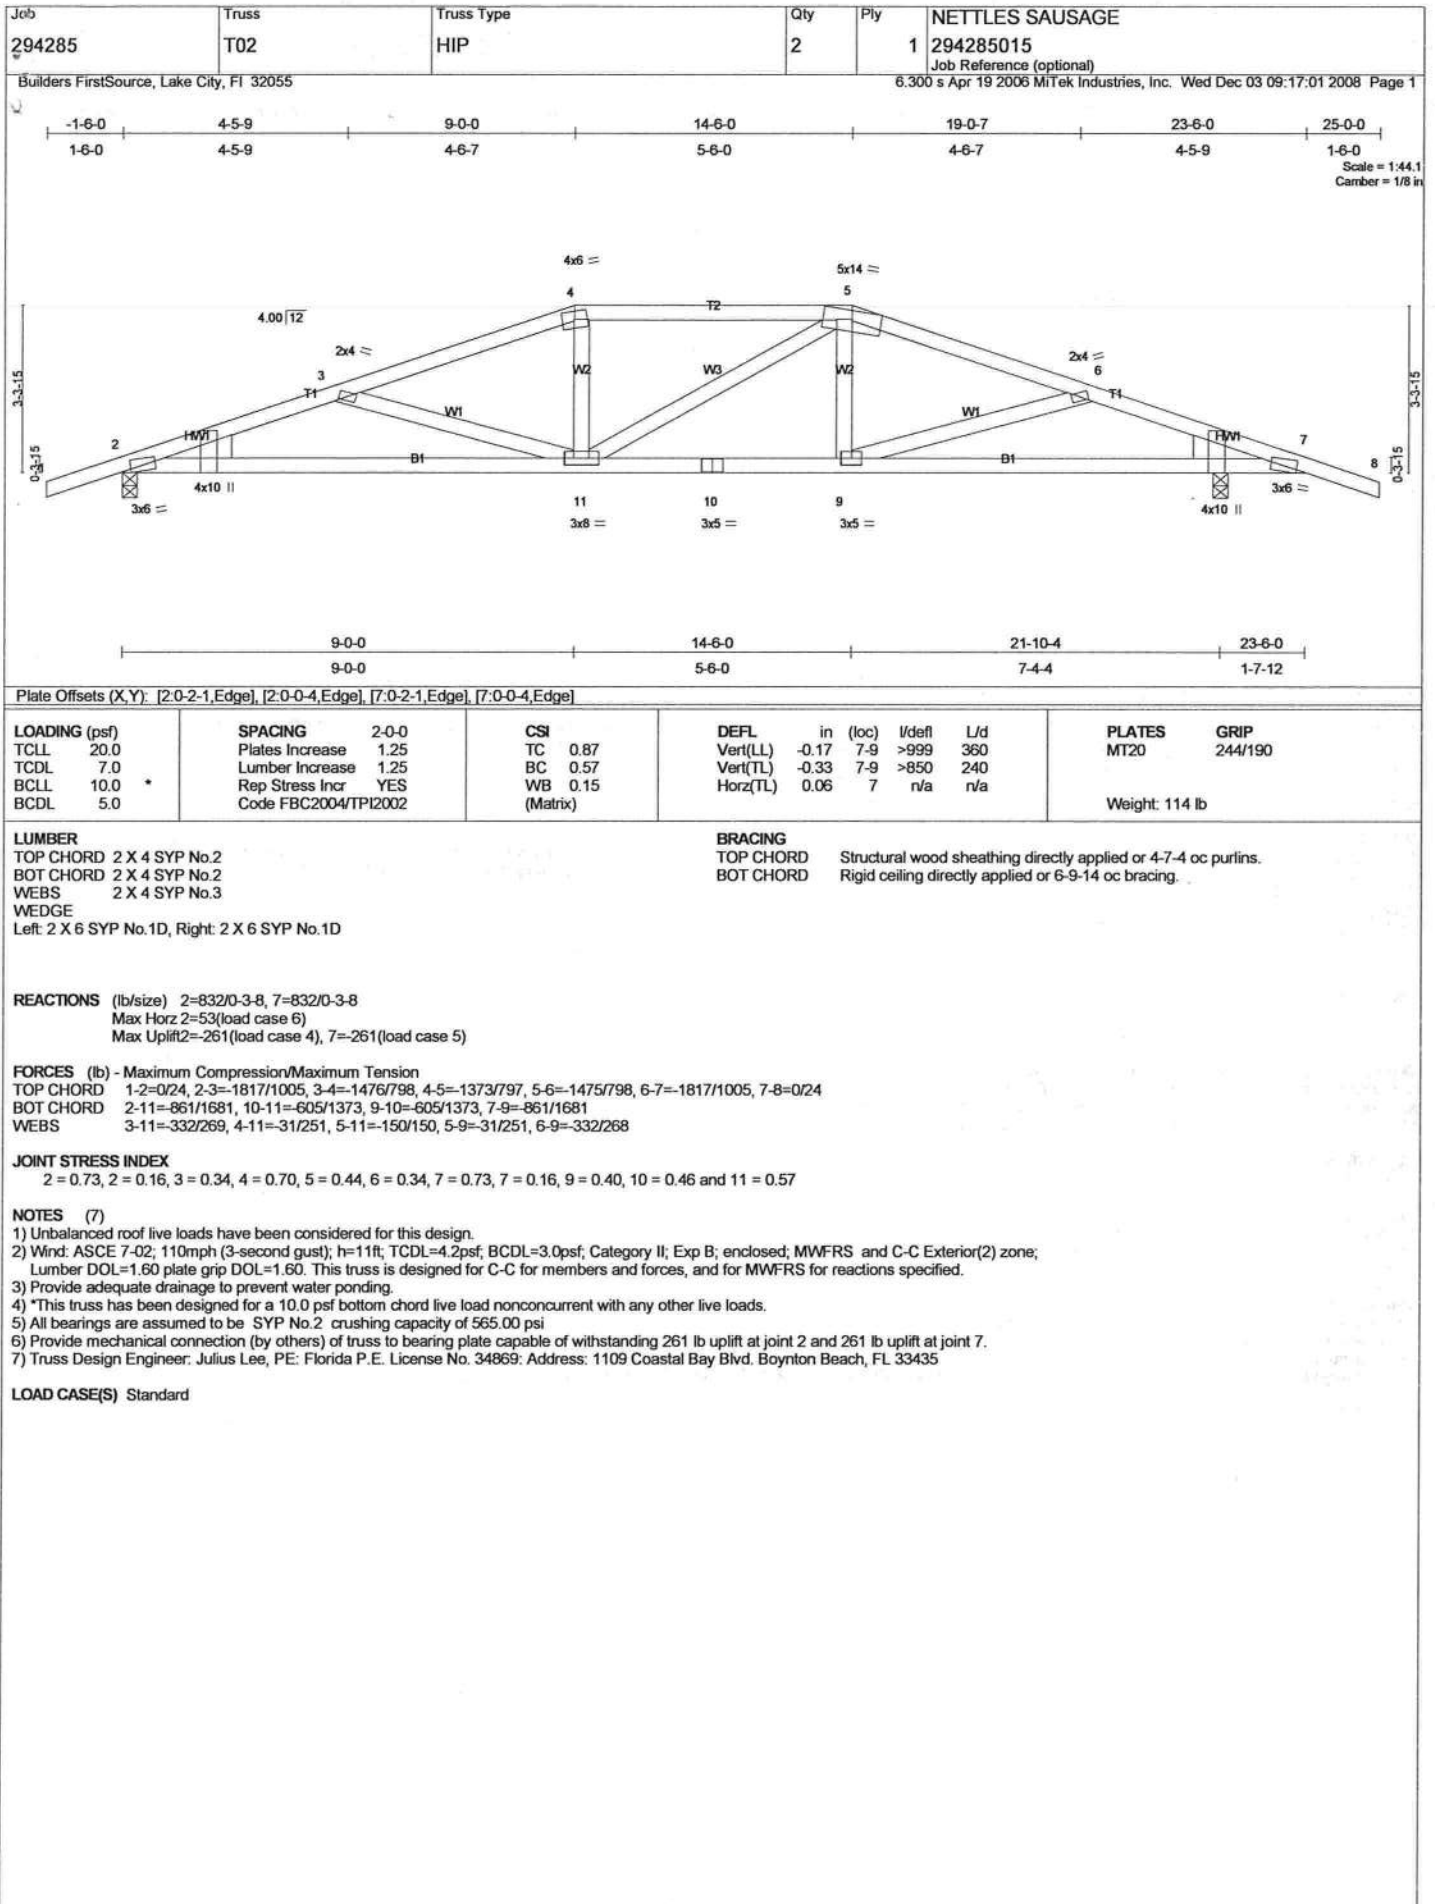 Job Truss Truss Type Qty Ply NETTLES SAUSAGE
294285 T02 HIP 2 1 294285015
Job Reference (optional)
Builders FirstSource, Lake City, Fl 32055 6.300 s Apr 19 2006 MiTek Industries, Inc. Wed Dec 03 09:17:01 2008 Page 1
-1-6-0 4-5-9 9-0-0 14-6-0 19-0-7 23-6-0 25-0-0
1-6-0 4-5-9 4-6-7 5-6-0 4-6-7 4-5-9 1-6-0
Scale = 1:44.1
Camber = 1/8 in
4x6 =
5x14 =
4 5
4.00 12 T2
2x4 = 2x4 =
3 6
W2 W3 W2
3-3-15 3-3-15
T1 W1 W1 T1
2 HW1 HW1 7
0-3-15 B1 B1 8 0-3-15
4x10 || 3x6 =
3x6 = 11 10 9 4x10 ||
3x8 = 3x5 = 3x5 =
9-0-0 14-6-0 21-10-4 23-6-0
9-0-0 5-6-0 7-4-4 1-7-12
Plate Offsets (X,Y): [2:0-2-1,Edge], [2:0-0-4,Edge], [7:0-2-1,Edge], [7:0-0-4,Edge]
LOADING (psf) SPACING 2-0-0 CSI DEFL in (loc) l/defl L/d PLATES GRIP
TCLL 20.0 Plates Increase 1.25 TC 0.87 Vert(LL) -0.17 7-9 >999 360 MT20 244/190
TCDL 7.0 Lumber Increase 1.25 BC 0.57 Vert(TL) -0.33 7-9 >850 240
BCLL 10.0 * Rep Stress Incr YES WB 0.15 Horz(TL) 0.06 7 n/a n/a
BCDL 5.0 Code FBC2004/TPI2002 (Matrix) Weight: 114 lb
LUMBER BRACING
TOP CHORD 2 X 4 SYP No.2 TOP CHORD Structural wood sheathing directly applied or 4-7-4 oc purlins.
BOT CHORD 2 X 4 SYP No.2 BOT CHORD Rigid ceiling directly applied or 6-9-14 oc bracing.
WEBS 2 X 4 SYP No.3
WEDGE
Left: 2 X 6 SYP No.1D, Right: 2 X 6 SYP No.1D
REACTIONS (lb/size) 2=832/0-3-8, 7=832/0-3-8
Max Horz 2=53(load case 6)
Max Uplift2=-261(load case 4), 7=-261(load case 5)
FORCES (lb) - Maximum Compression/Maximum Tension
TOP CHORD 1-2=0/24, 2-3=-1817/1005, 3-4=-1476/798, 4-5=-1373/797, 5-6=-1475/798, 6-7=-1817/1005, 7-8=0/24
BOT CHORD 2-11=-861/1681, 10-11=-605/1373, 9-10=-605/1373, 7-9=-861/1681
WEBS 3-11=-332/269, 4-11=-31/251, 5-11=-150/150, 5-9=-31/251, 6-9=-332/268
JOINT STRESS INDEX
2 = 0.73, 2 = 0.16, 3 = 0.34, 4 = 0.70, 5 = 0.44, 6 = 0.34, 7 = 0.73, 7 = 0.16, 9 = 0.40, 10 = 0.46 and 11 = 0.57
NOTES (7)
1) Unbalanced roof live loads have been considered for this design.
2) Wind: ASCE 7-02; 110mph (3-second gust); h=11ft; TCDL=4.2psf; BCDL=3.0psf; Category II; Exp B; enclosed; MWFRS and C-C Exterior(2) zone;
Lumber DOL=1.60 plate grip DOL=1.60. This truss is designed for C-C for members and forces, and for MWFRS for reactions specified.
3) Provide adequate drainage to prevent water ponding.
4) *This truss has been designed for a 10.0 psf bottom chord live load nonconcurrent with any other live loads.
5) All bearings are assumed to be SYP No.2 crushing capacity of 565.00 psi
6) Provide mechanical connection (by others) of truss to bearing plate capable of withstanding 261 lb uplift at joint 2 and 261 lb uplift at joint 7.
7) Truss Design Engineer: Julius Lee, PE: Florida P.E. License No. 34869: Address: 1109 Coastal Bay Blvd. Boynton Beach, FL 33435
LOAD CASE(S) Standard